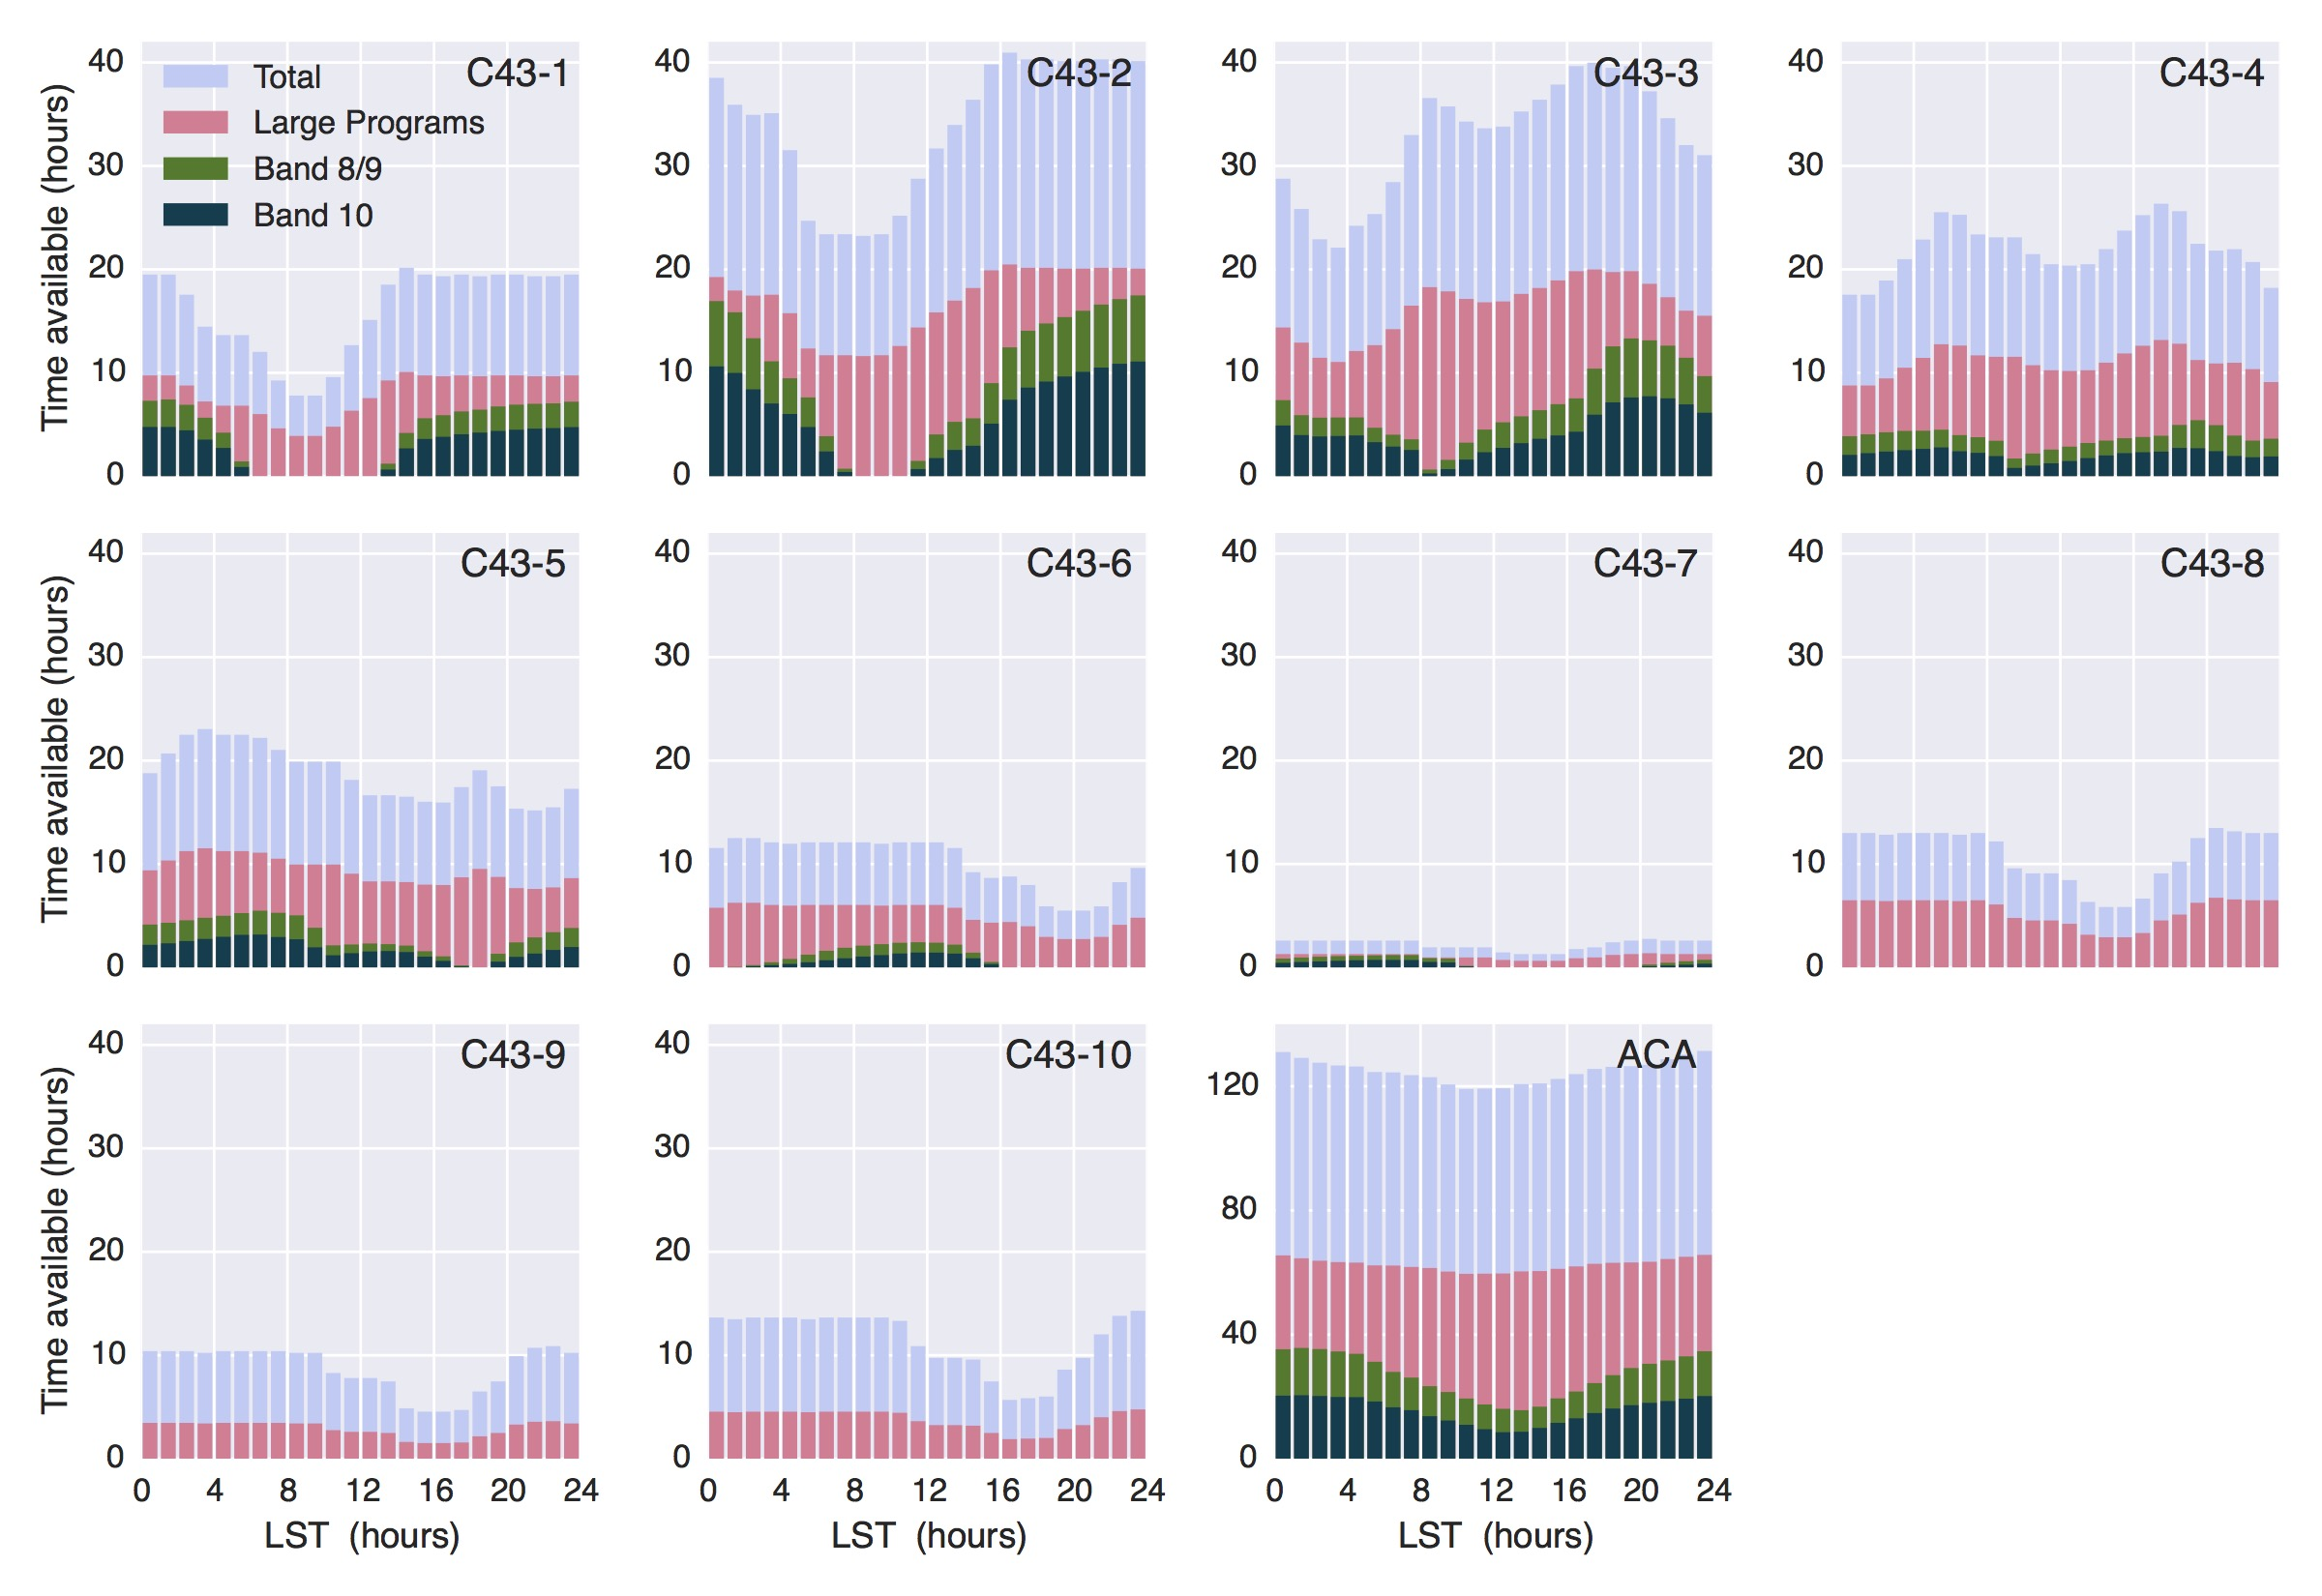 Time available (hours)
40
30
20
10
0
Total
Large Programs
Band 8/9
Band 10
C43-1
40
30
20
10
0
C43-2
40
30
20
10
0
C43-3
40
30
20
10
0
C43-4
Time available (hours)
40
30
20
10
0
C43-5
40
30
20
10
0
C43-6
40
30
20
10
0
C43-7
40
30
20
10
0
C43-8
Time available (hours)
40
30
20
10
0
C43-9
0 4 8 12 16 20 24
LST (hours)
40
30
20
10
0
C43-10
0 4 8 12 16 20 24
LST (hours)
120
80
40
0
ACA
0 4 8 12 16 20 24
LST (hours)